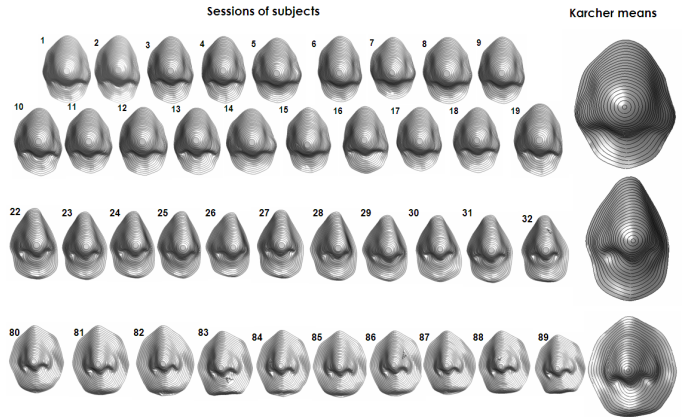 Sessions of subjects
Karcher means
1 2 3 4 5 6 7 8 9
10 11 12 13 14 15 16 17 18 19
22 23 24 25 26 27 28 29 30 31 32
80 81 82 83 84 85 86 87 88 89